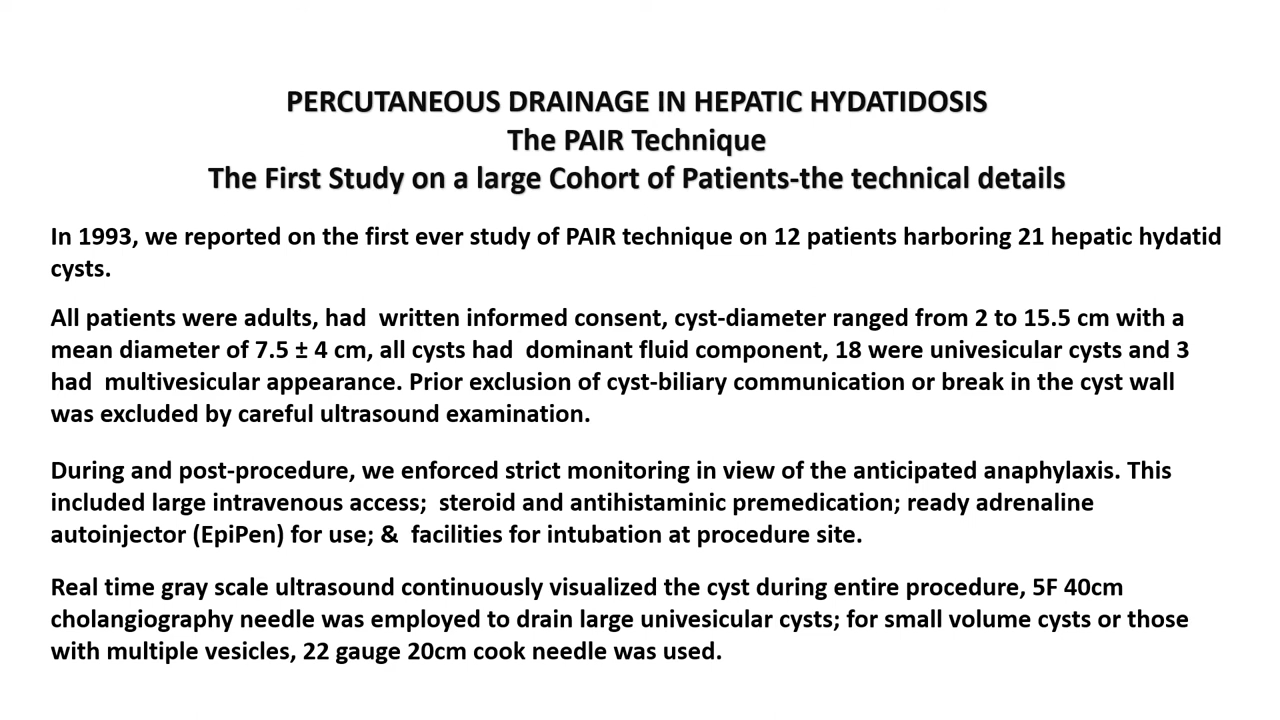 PERCUTANEOUS DRAINAGE IN HEPATIC HYDATIDOSIS
The PAIR Technique
The First Study on a large Cohort of Patients-the technical details
In 1993, we reported on the first ever study of PAIR technique on 12 patients harboring 21 hepatic hydatid
cysts.
All patients were adults, had  written informed consent, cyst-diameter ranged from 2 to 15.5 cm with a
mean diameter of 7.5 ± 4 cm, all cysts had  dominant fluid component, 18 were univesicular cysts and 3
had  multivesicular appearance. Prior exclusion of cyst-biliary communication or break in the cyst wall
was excluded by careful ultrasound examination.
During and post-procedure, we enforced strict monitoring in view of the anticipated anaphylaxis. This
included large intravenous access;  steroid and antihistaminic premedication; ready adrenaline
autoinjector (EpiPen) for use; &  facilities for intubation at procedure site.
Real time gray scale ultrasound continuously visualized the cyst during entire procedure, 5F 40cm
cholangiography needle was employed to drain large univesicular cysts; for small volume cysts or those
with multiple vesicles, 22 gauge 20cm cook needle was used.